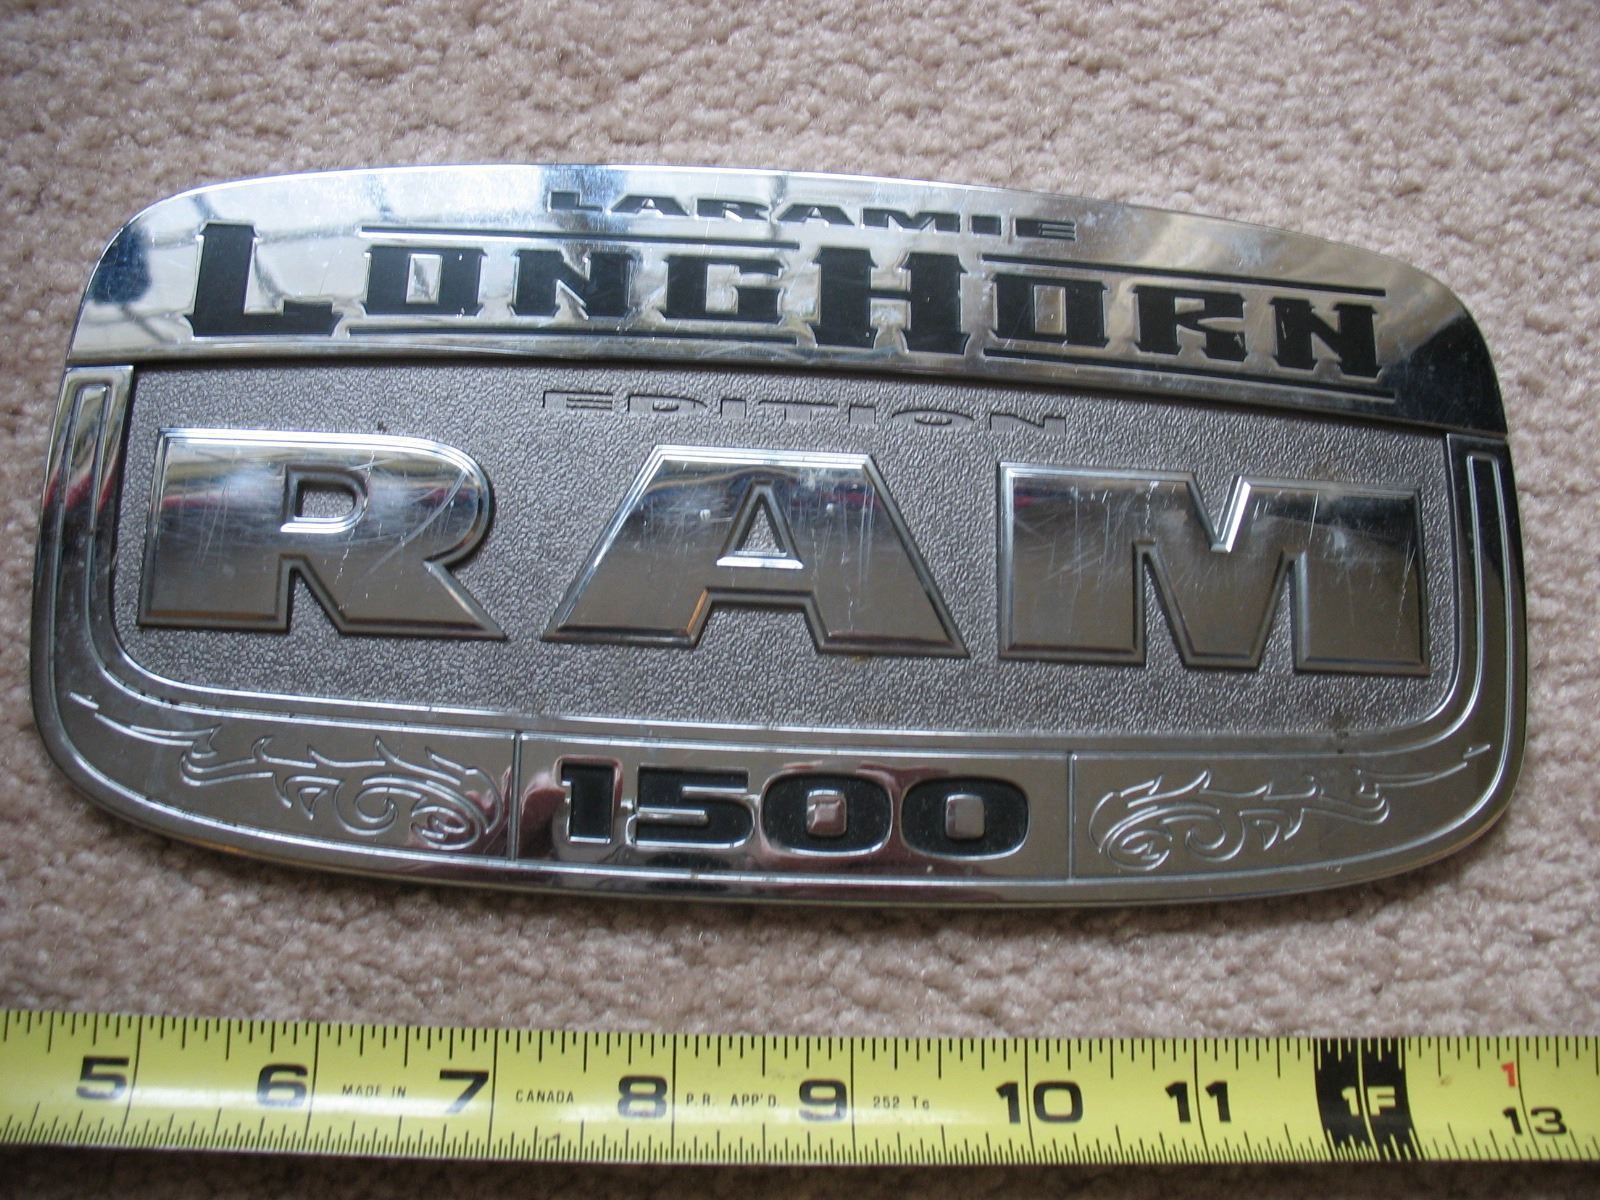 LARAMIE
LONGHORN
EDITION
RAM
1500
5 6 MADE IN 7 CANADA 8 P.R. APP'D. 9 252 Tc 10 11 1F 1 13